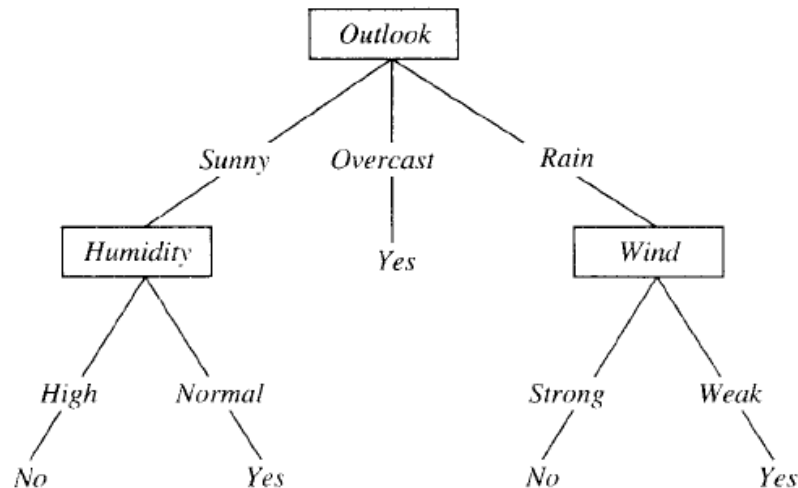 Outlook
Sunny Overcast Rain
Humidity Yes Wind
High Normal Strong Weak
No Yes No Yes